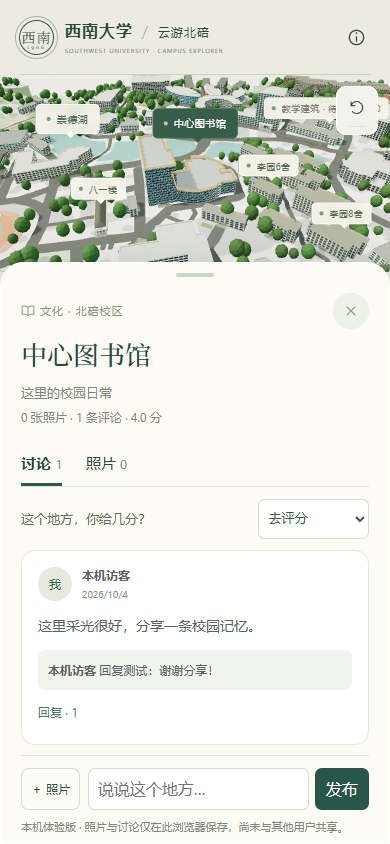 西南
1906
西南大学 / 云游北碚
SOUTHWEST UNIVERSITY · CAMPUS EXPLORER
崇德湖
中心图书馆
教学建筑 · 待
李园6舍
八一楼
李园8舍
文化 · 北碚校区
中心图书馆
这里的校园日常
0 张照片 · 1 条评论 · 4.0 分
讨论 1
照片 0
这个地方，你给几分？
去评分
我
本机访客
2026/10/4
这里采光很好，分享一条校园记忆。
本机访客 回复测试：谢谢分享！
回复 · 1
+ 照片
说说这个地方...
发布
本机体验版 · 照片与讨论仅在此浏览器保存，尚未与其他用户共享。